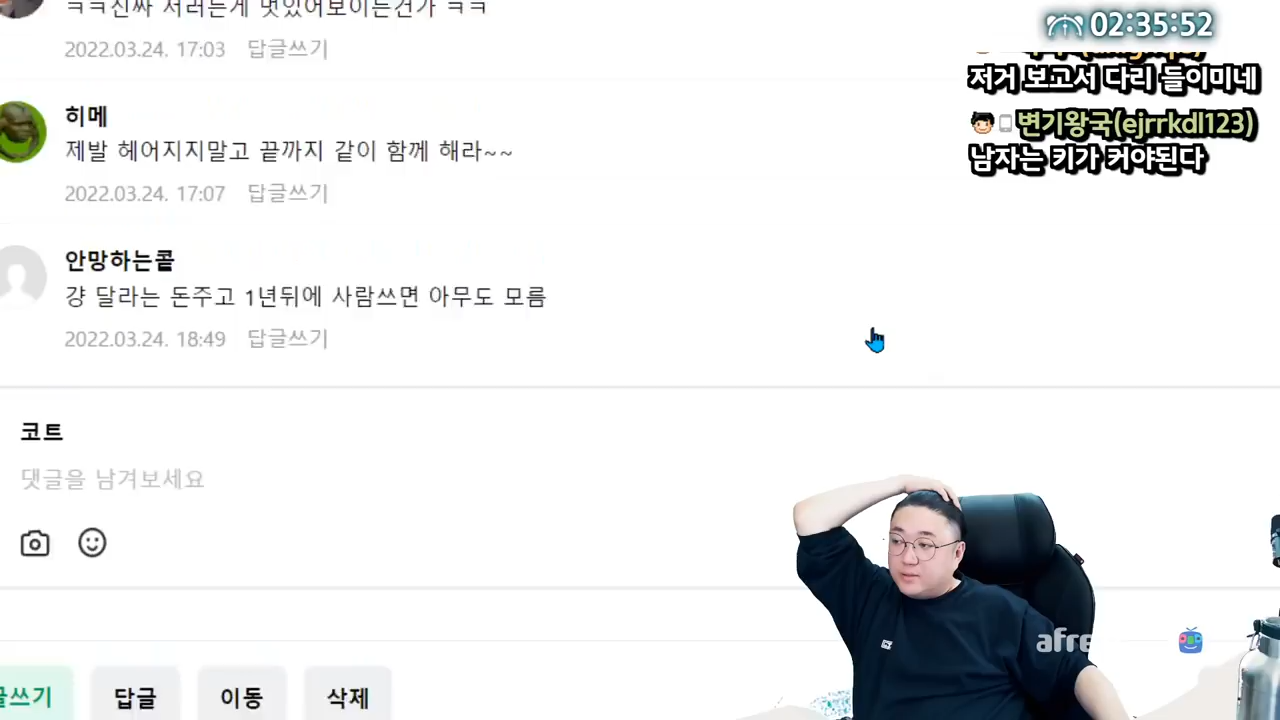 ㅋㅋ진짜 저러는게 멋있어보이는건가 ㅋㅋ
2022.03.24. 17:03 답글쓰기
히메
제발 헤어지지말고 끝까지 같이 함께 해라~~
2022.03.24. 17:07 답글쓰기
안망하는콭
걍 달라는 돈주고 1년뒤에 사람쓰면 아무도 모름
2022.03.24. 18:49 답글쓰기
코트
댓글을 남겨보세요
글쓰기 답글 이동 삭제
02:35:52
저거 보고서 다리 들이미네
변기왕국(ejrrkdl123)
남자는 키가 커야된다
afre